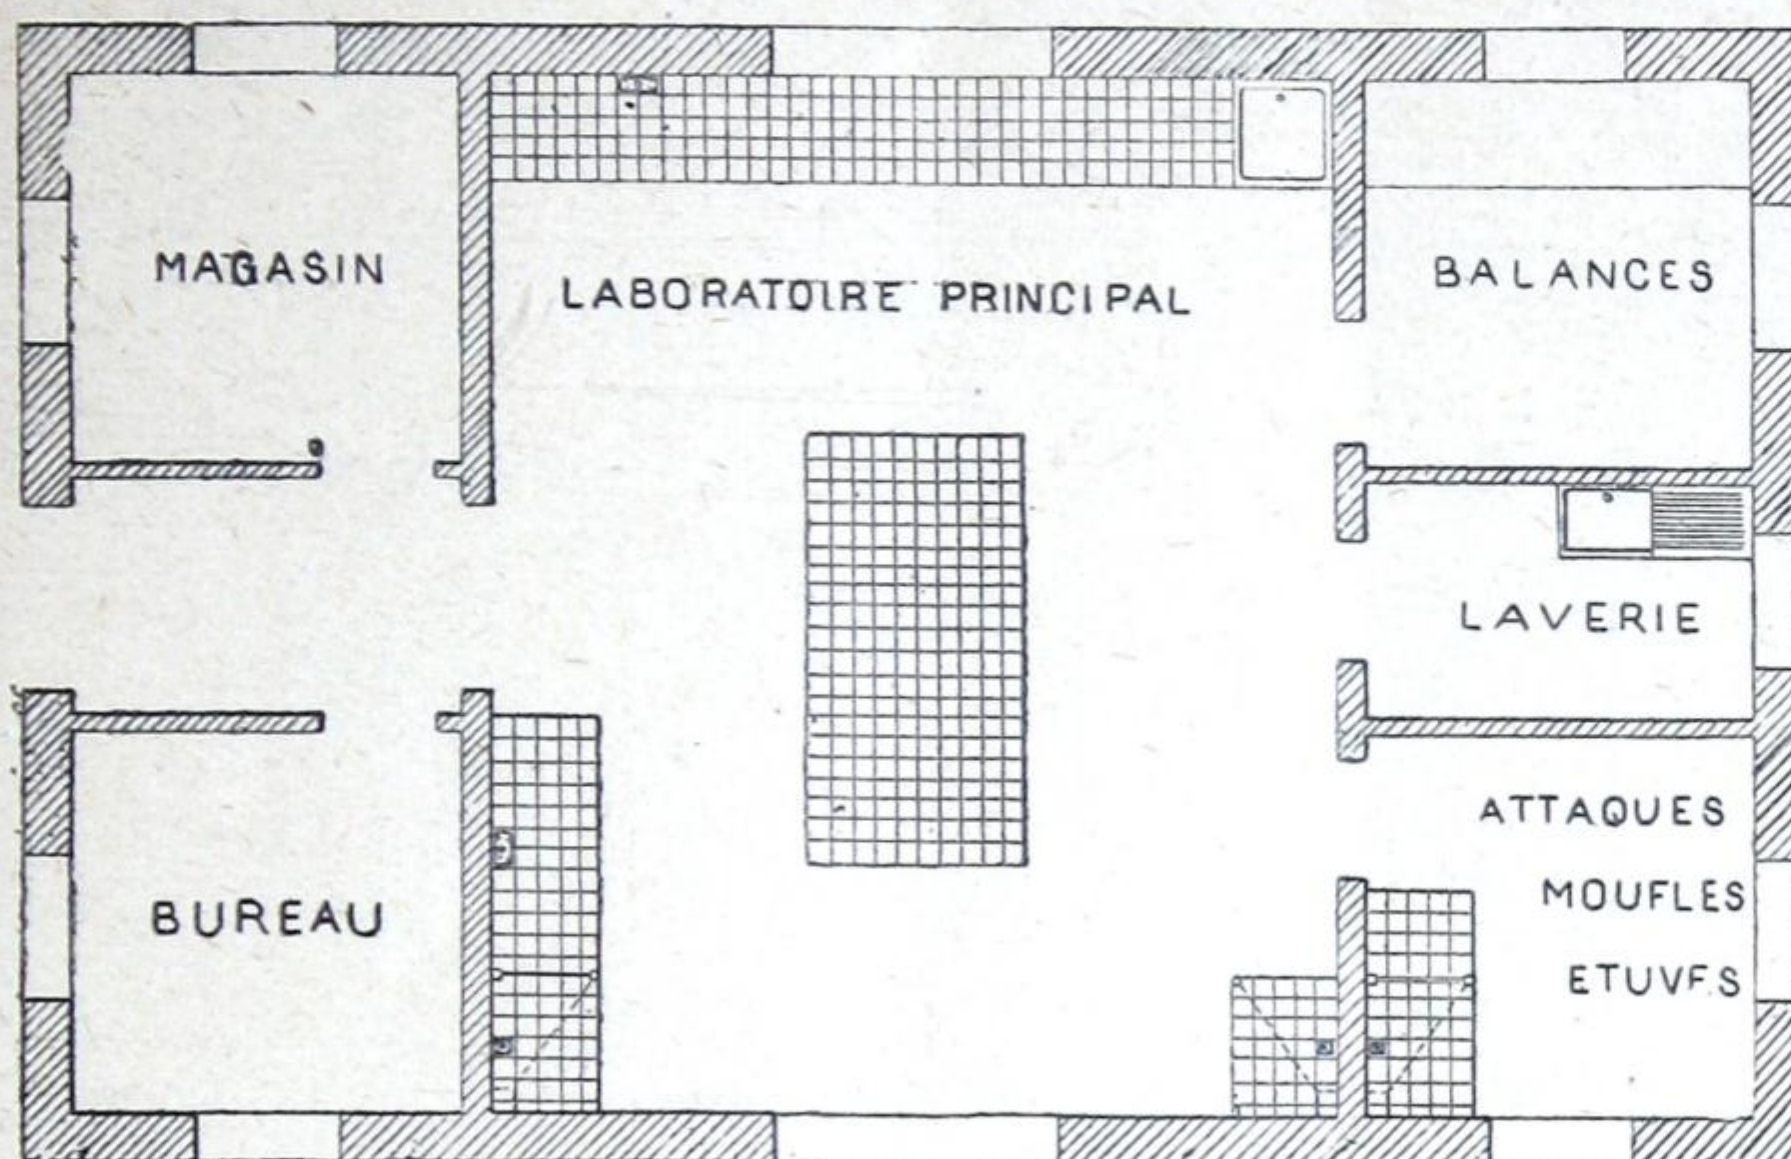 MAGASIN
LABORATOIRE PRINCIPAL
BALANCES
LAVERIE
ATTAQUES
MOUFLES
ETUVES
BUREAU